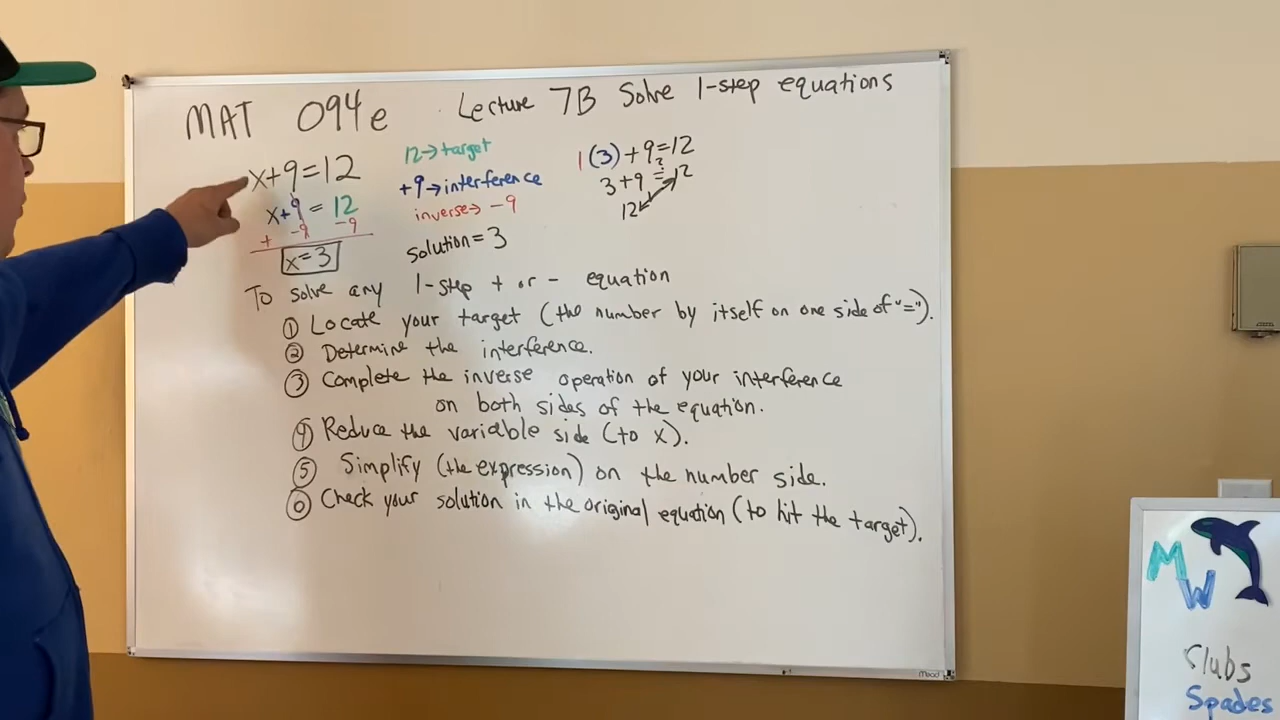 MAT 094e Lecture 7B Solve 1-step equations
x+9=12
x+9 = 12
+ -9 -9
x=3
12→target
+9→interference
inverse→ -9
solution=3
1(3)+9=12
3+9 ?= 12
12
To solve any 1-step + or - equation
① Locate your target (the number by itself on one side of "=").
② Determine the interference.
③ Complete the inverse operation of your interference
on both sides of the equation.
④ Reduce the variable side (to x).
⑤ Simplify (the expression) on the number side.
⑥ Check your solution in the original equation (to hit the target).
Mead
MW
Clubs
Spades